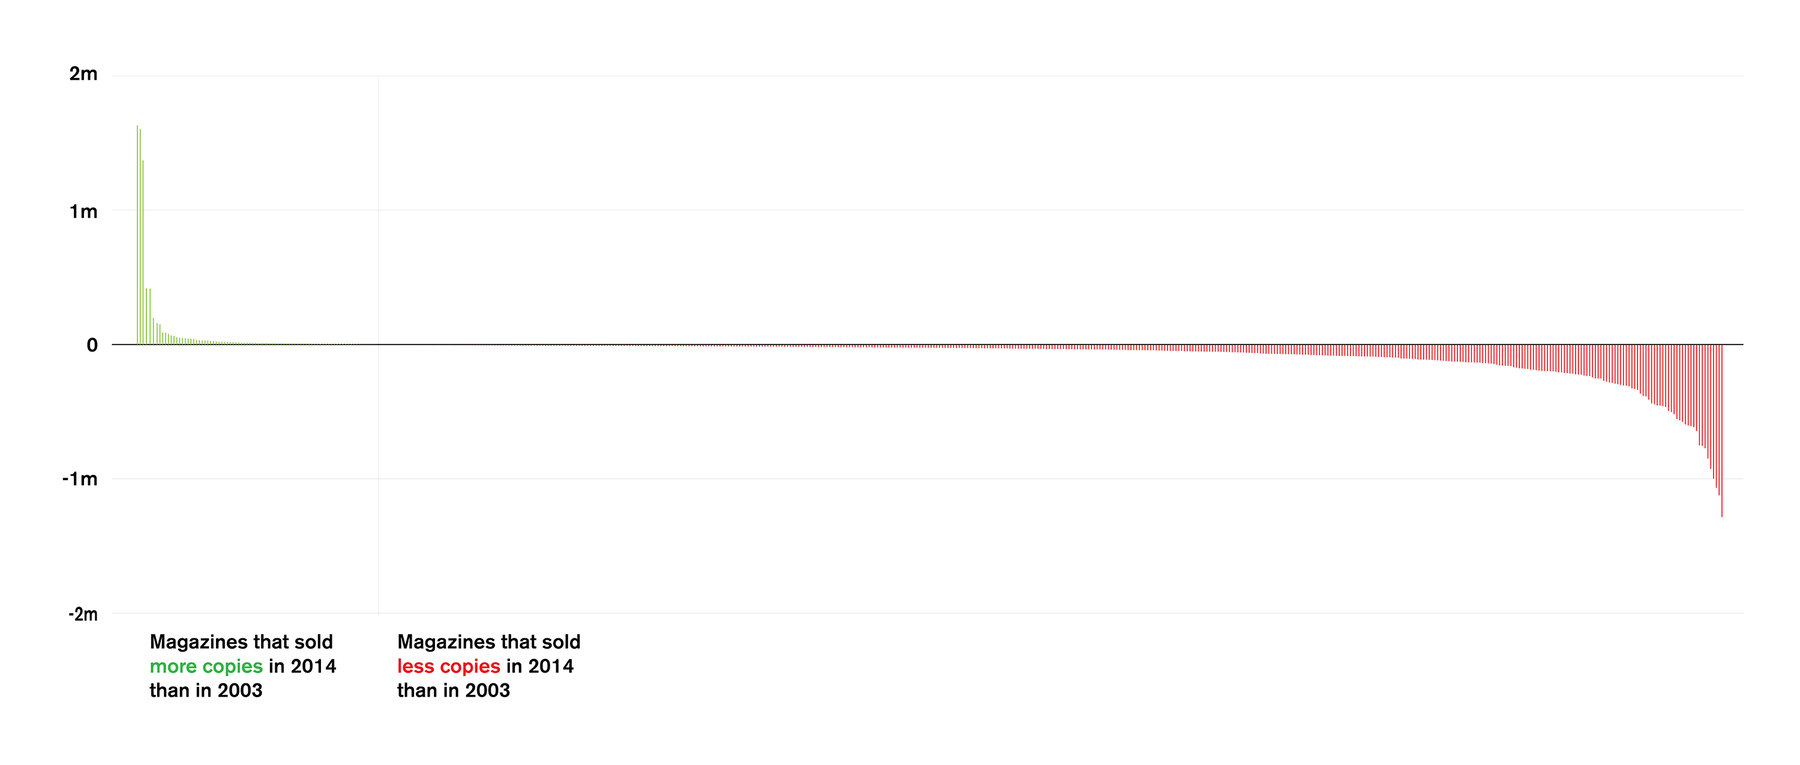 2m
1m
0
-1m
-2m
Magazines that sold
more copies in 2014
than in 2003
Magazines that sold
less copies in 2014
than in 2003